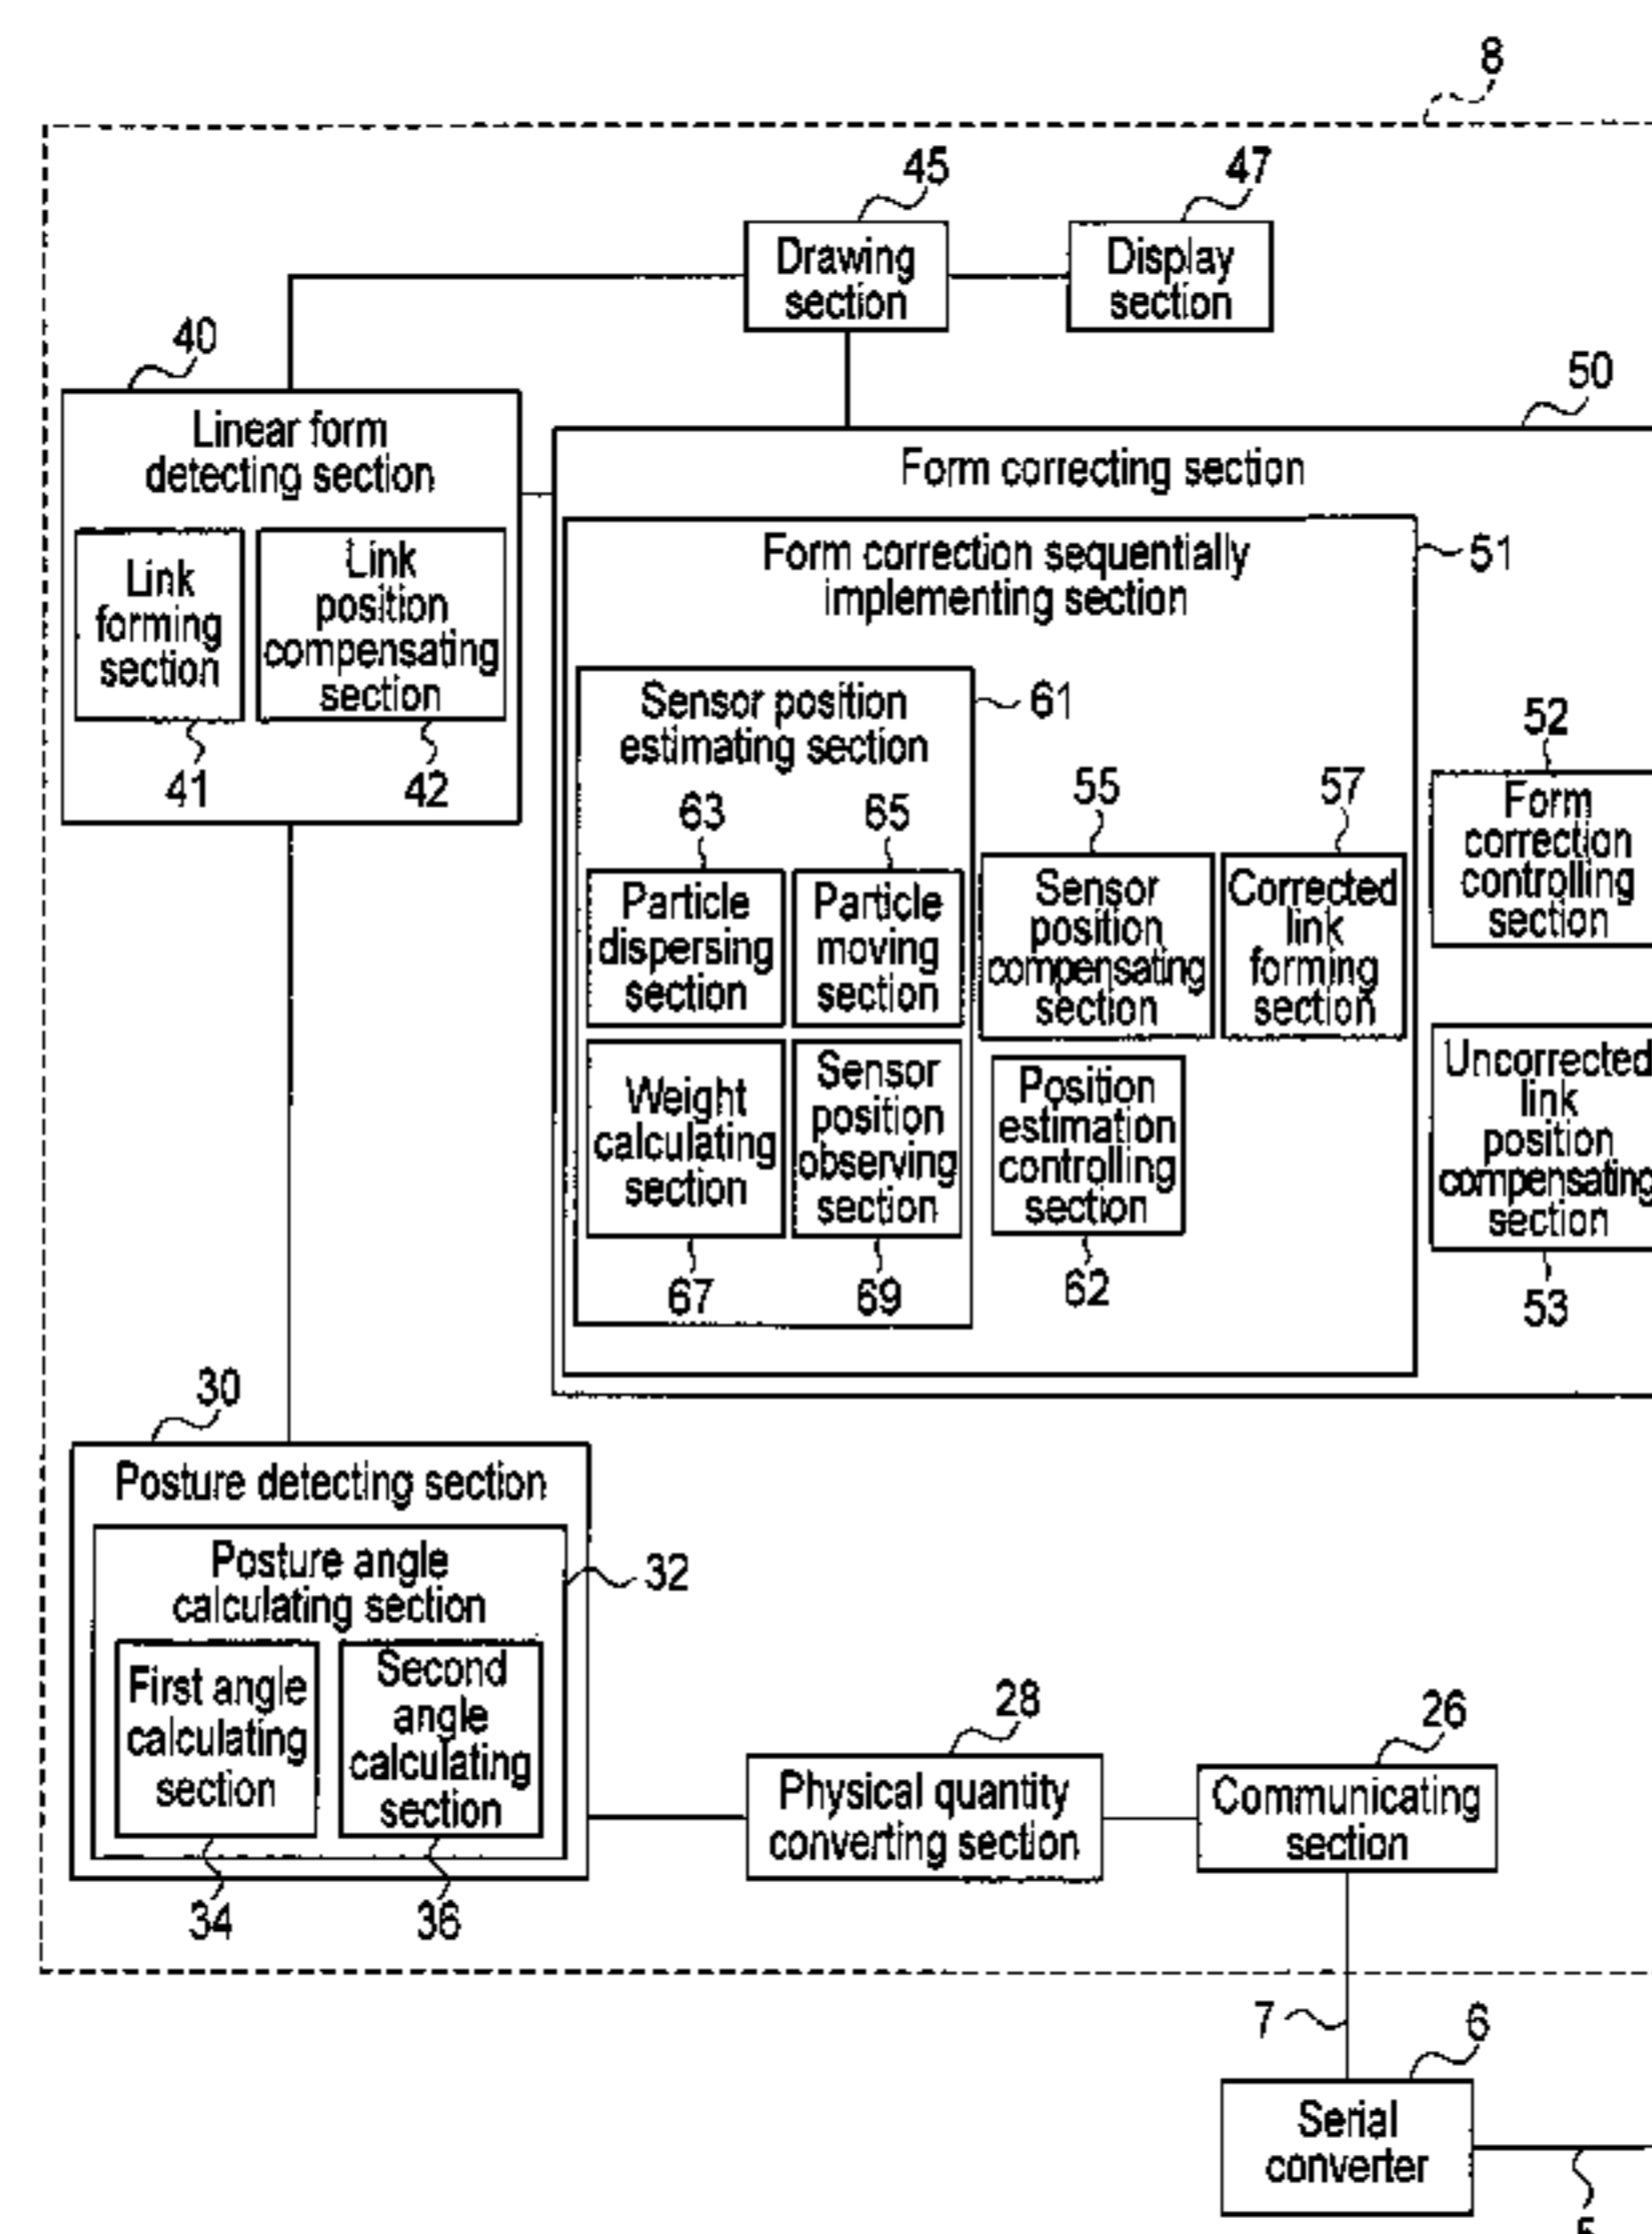 8
45
47
Drawing
section
Display
section
40
50
Linear form
detecting section
Form correcting section
Link
forming
section
Link
position
compensating
section
41
42
Form correction sequentially
implementing section
51
Sensor position
estimating section
61
63
65
55
57
52
Particle
dispersing
section
Particle
moving
section
Sensor
position
compensating
section
Corrected
link
forming
section
Form
correction
controlling
section
Weight
calculating
section
Sensor
position
observing
section
Position
estimation
controlling
section
Uncorrected
link
position
compensating
section
67
69
62
53
30
Posture detecting section
Posture angle
calculating section
32
First angle
calculating
section
Second
angle
calculating
section
34
36
28
26
Physical quantity
converting section
Communicating
section
7
6
Serial
converter
5